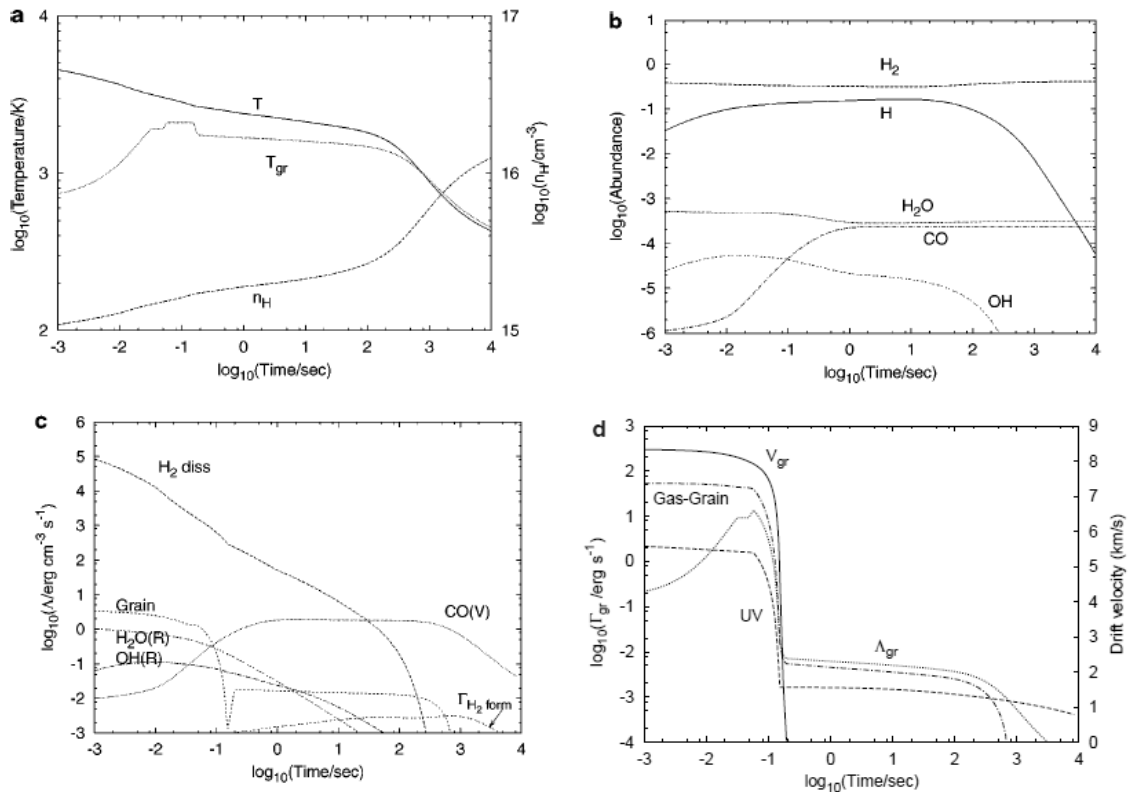 a
4
17
log₁₀(Temperature/K)
3
2
T
T_gr
n_H
16
15
log₁₀(n_H/cm⁻³)
-3 -2 -1 0 1 2 3 4
log₁₀(Time/sec)
b
1
0
-1
-2
-3
-4
-5
-6
log₁₀(Abundance)
H₂
H
H₂O
CO
OH
-3 -2 -1 0 1 2 3 4
log₁₀(Time/sec)
c
6
5
4
3
2
1
0
-1
-2
-3
log₁₀(Λ/erg cm⁻³ s⁻¹)
H₂ diss
Grain
CO(V)
H₂O(R)
OH(R)
Γ_H₂ form
-3 -2 -1 0 1 2 3 4
log₁₀(Time/sec)
d
3
2
1
0
-1
-2
-3
-4
log₁₀(Γ_gr /erg s⁻¹)
V_gr
Gas-Grain
UV
Λ_gr
9
8
7
6
5
4
3
2
1
0
Drift velocity (km/s)
-3 -2 -1 0 1 2 3 4
log₁₀(Time/sec)